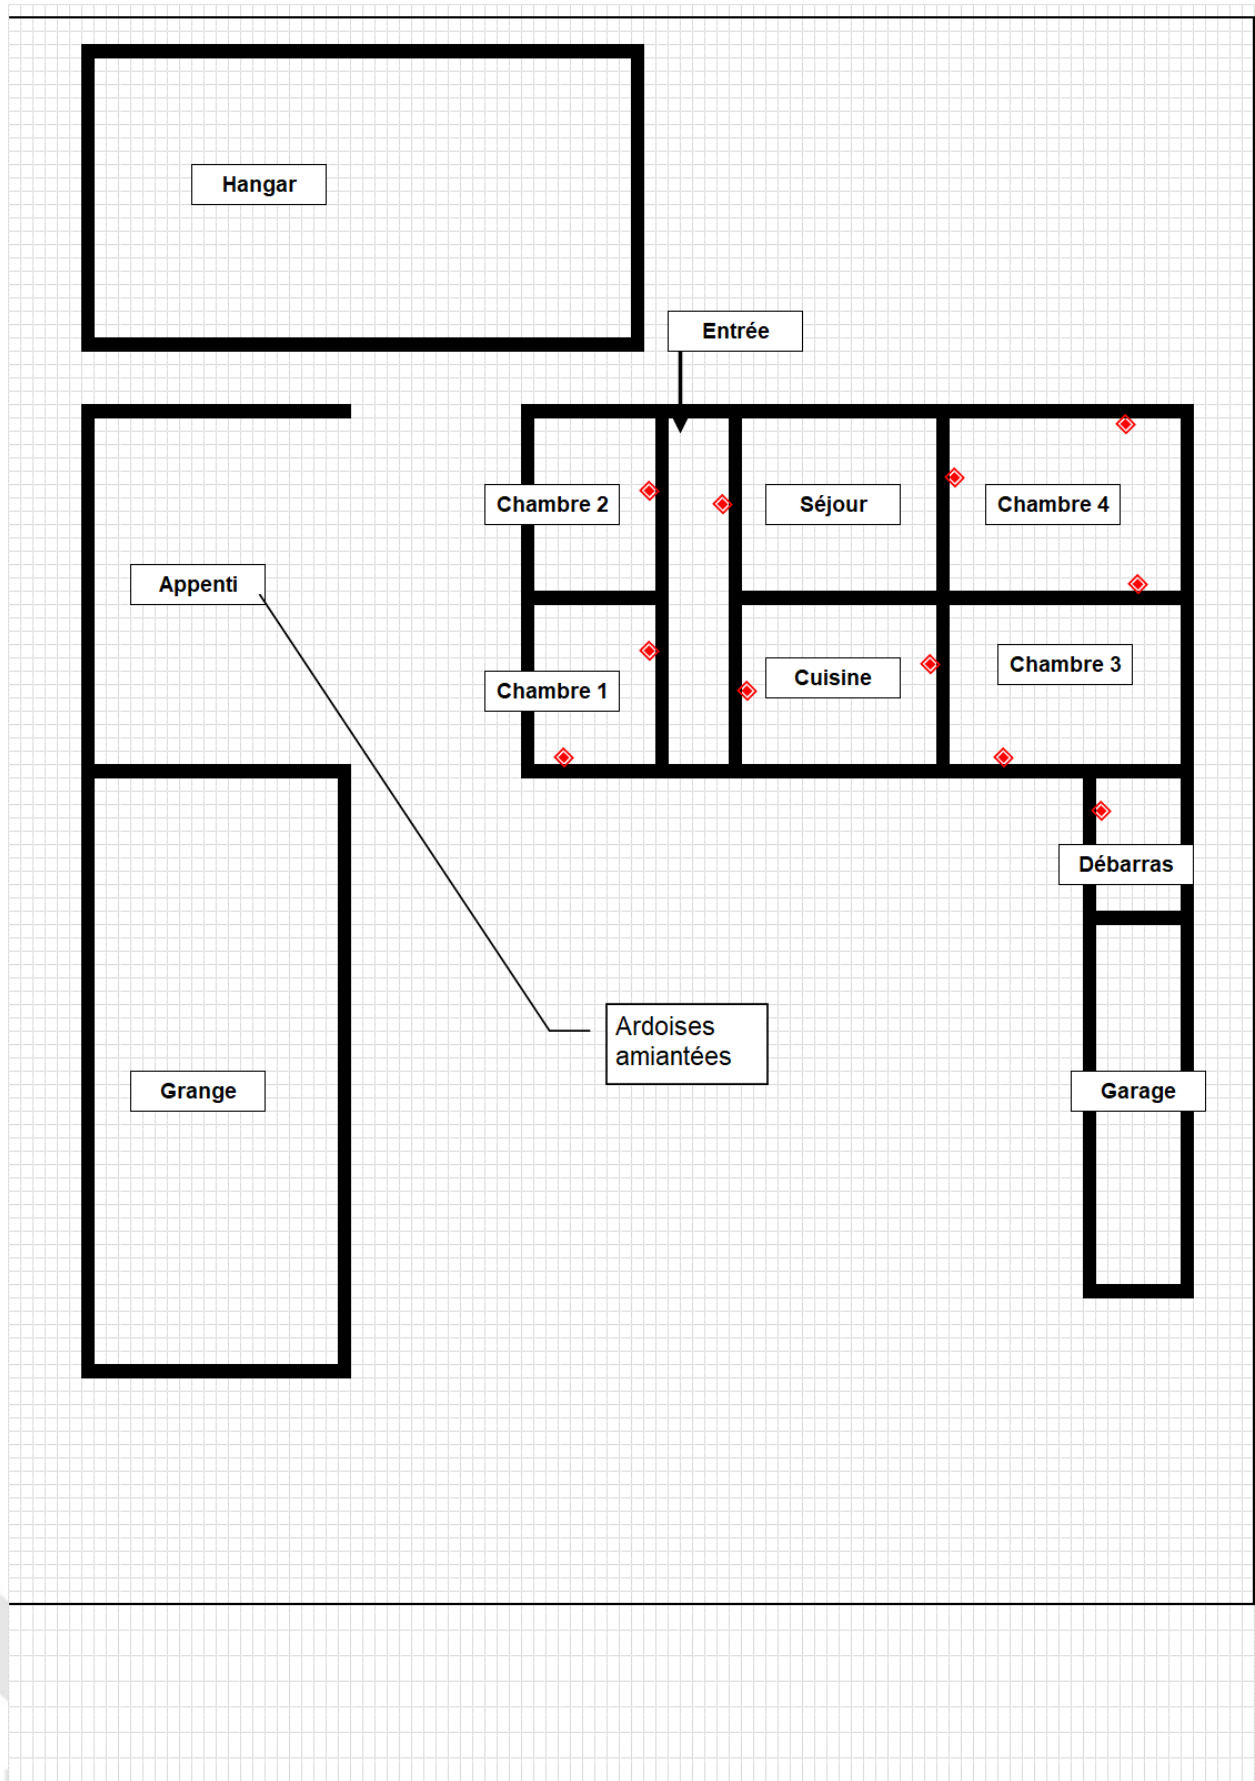 Hangar
Entrée
Chambre 2
Séjour
Chambre 4
Appenti
Chambre 3
Cuisine
Chambre 1
Débarras
Ardoises
amiantées
Grange
Garage